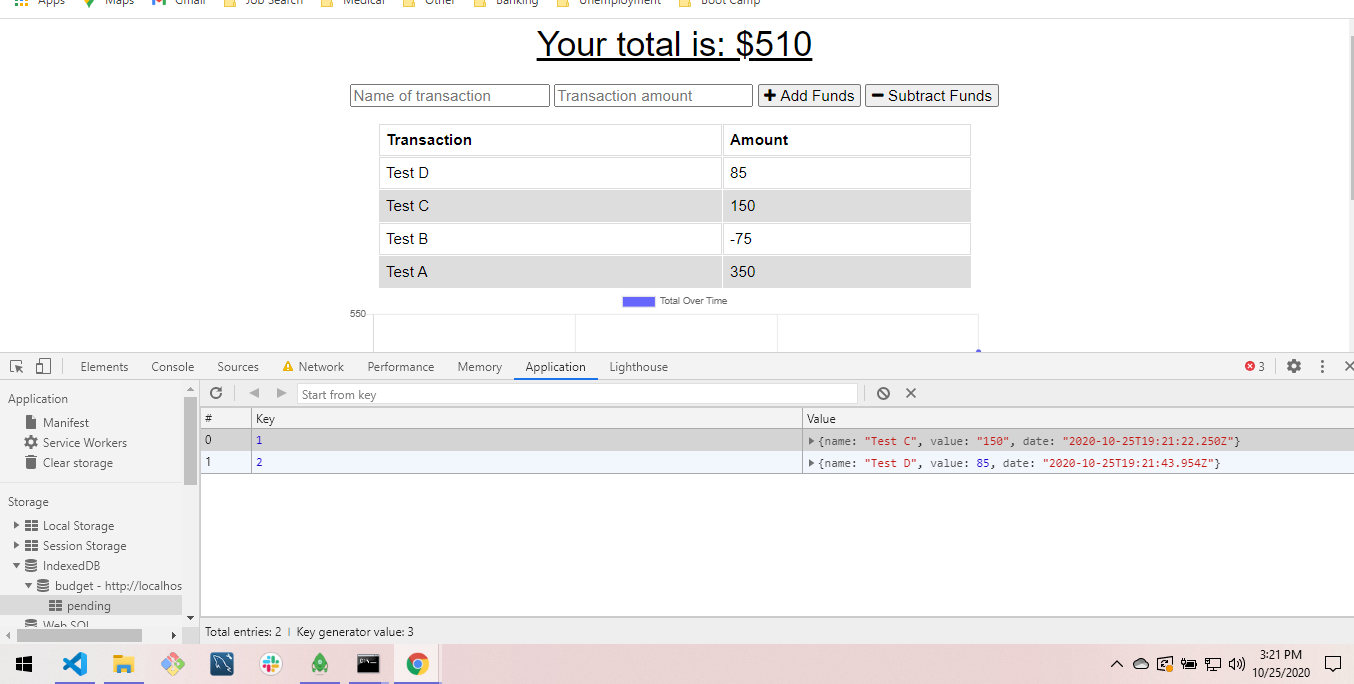 Apps Maps Gmail Job Search Medical Other Banking Unemployment Boot Camp
Your total is: $510
Name of transaction Transaction amount Add Funds Subtract Funds
Transaction Amount
Test D 85
Test C 150
Test B -75
Test A 350
Total Over Time
550
Elements Console Sources Network Performance Memory Application Lighthouse 3
Application
Manifest
Service Workers
Clear storage
Storage
Local Storage
Session Storage
IndexedDB
budget - http://localhos
pending
Web SQL
Start from key
# Key Value
0 1 {name: "Test C", value: "150", date: "2020-10-25T19:21:22.250Z"}
1 2 {name: "Test D", value: 85, date: "2020-10-25T19:21:43.954Z"}
Total entries: 2 Key generator value: 3
3:21 PM
10/25/2020